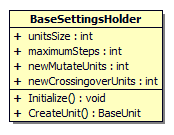 BaseSettingsHolder
+ unitsSize : int
+ maximumSteps : int
+ newMutateUnits : int
+ newCrossingoverUnits : int
+ Initialize() : void
+ CreateUnit() : BaseUnit